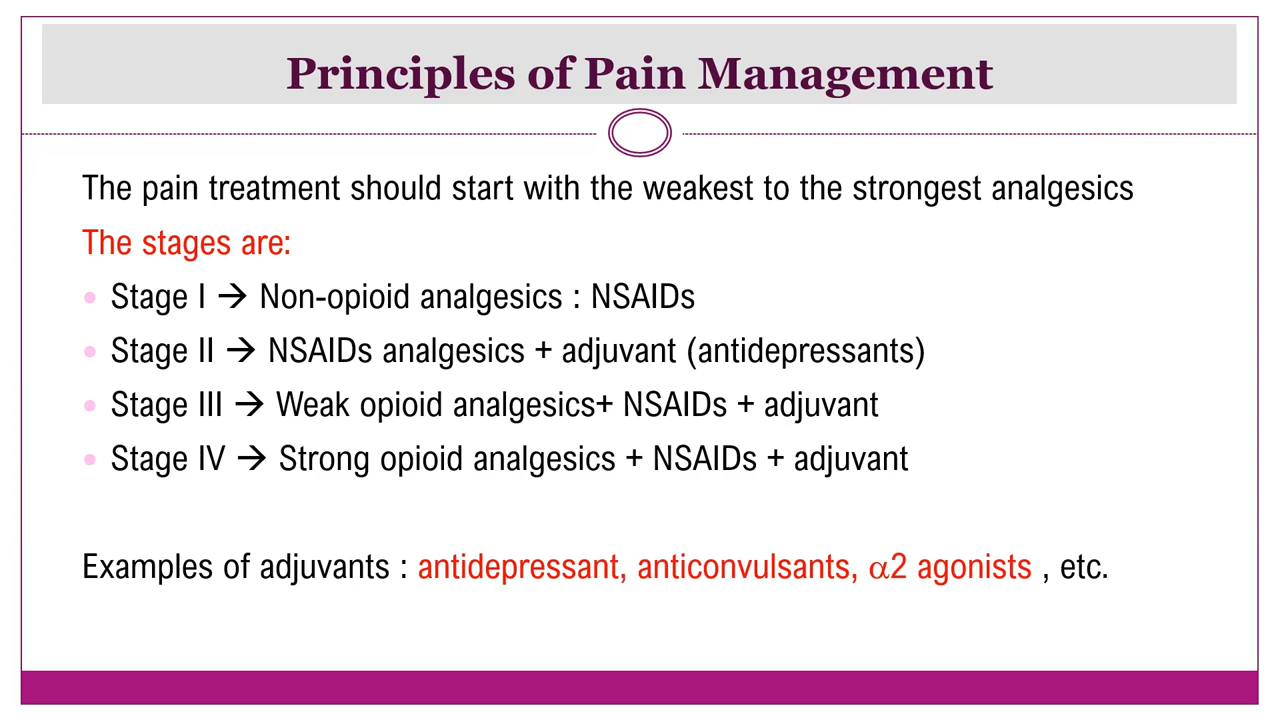 Principles of Pain Management
The pain treatment should start with the weakest to the strongest analgesics
The stages are:
• Stage I → Non-opioid analgesics : NSAIDs
• Stage II → NSAIDs analgesics + adjuvant (antidepressants)
• Stage III → Weak opioid analgesics+ NSAIDs + adjuvant
• Stage IV → Strong opioid analgesics + NSAIDs + adjuvant
Examples of adjuvants : antidepressant, anticonvulsants, α2 agonists , etc.